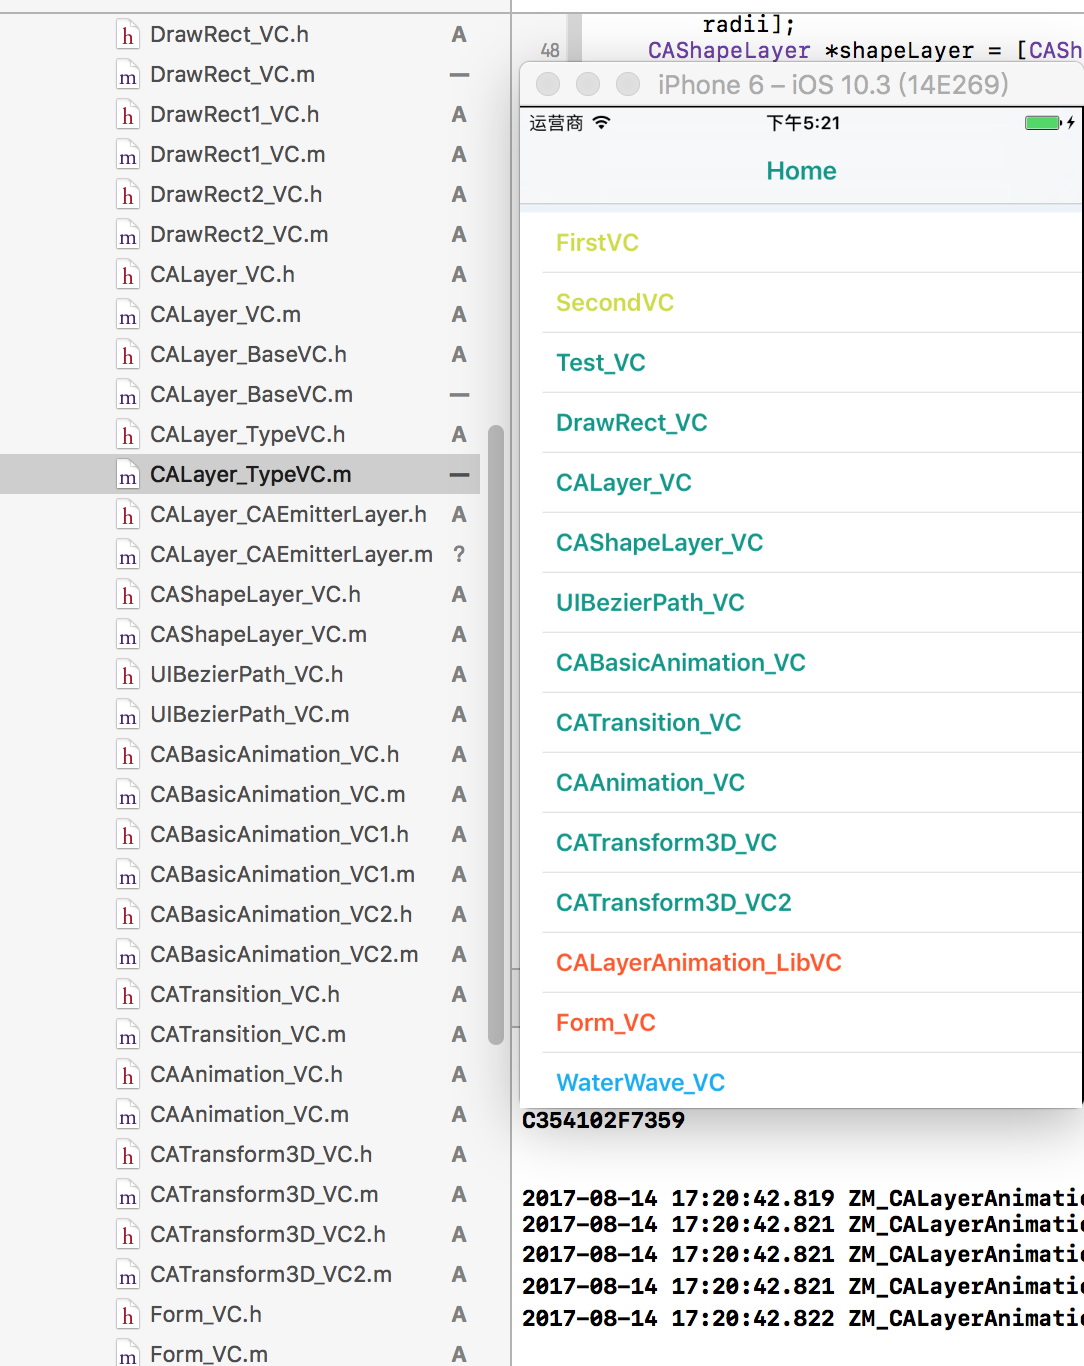 h DrawRect_VC.h A
m DrawRect_VC.m —
h DrawRect1_VC.h A
m DrawRect1_VC.m A
h DrawRect2_VC.h A
m DrawRect2_VC.m A
h CALayer_VC.h A
m CALayer_VC.m A
h CALayer_BaseVC.h A
m CALayer_BaseVC.m —
h CALayer_TypeVC.h A
m CALayer_TypeVC.m —
h CALayer_CAEmitterLayer.h A
m CALayer_CAEmitterLayer.m ?
h CAShapeLayer_VC.h A
m CAShapeLayer_VC.m A
h UIBezierPath_VC.h A
m UIBezierPath_VC.m A
h CABasicAnimation_VC.h A
m CABasicAnimation_VC.m A
h CABasicAnimation_VC1.h A
m CABasicAnimation_VC1.m A
h CABasicAnimation_VC2.h A
m CABasicAnimation_VC2.m A
h CATransition_VC.h A
m CATransition_VC.m A
h CAAnimation_VC.h A
m CAAnimation_VC.m A
h CATransform3D_VC.h A
m CATransform3D_VC.m A
h CATransform3D_VC2.h A
m CATransform3D_VC2.m A
h Form_VC.h A
m Form_VC.m A
radii];
48 CAShapeLayer *shapeLayer = [CASh
iPhone 6 – iOS 10.3 (14E269)
运营商 下午5:21
Home
FirstVC
SecondVC
Test_VC
DrawRect_VC
CALayer_VC
CAShapeLayer_VC
UIBezierPath_VC
CABasicAnimation_VC
CATransition_VC
CAAnimation_VC
CATransform3D_VC
CATransform3D_VC2
CALayerAnimation_LibVC
Form_VC
WaterWave_VC
C354102F7359
2017-08-14 17:20:42.819 ZM_CALayerAnimatio
2017-08-14 17:20:42.821 ZM_CALayerAnimatio
2017-08-14 17:20:42.821 ZM_CALayerAnimatio
2017-08-14 17:20:42.821 ZM_CALayerAnimatio
2017-08-14 17:20:42.822 ZM_CALayerAnimatio